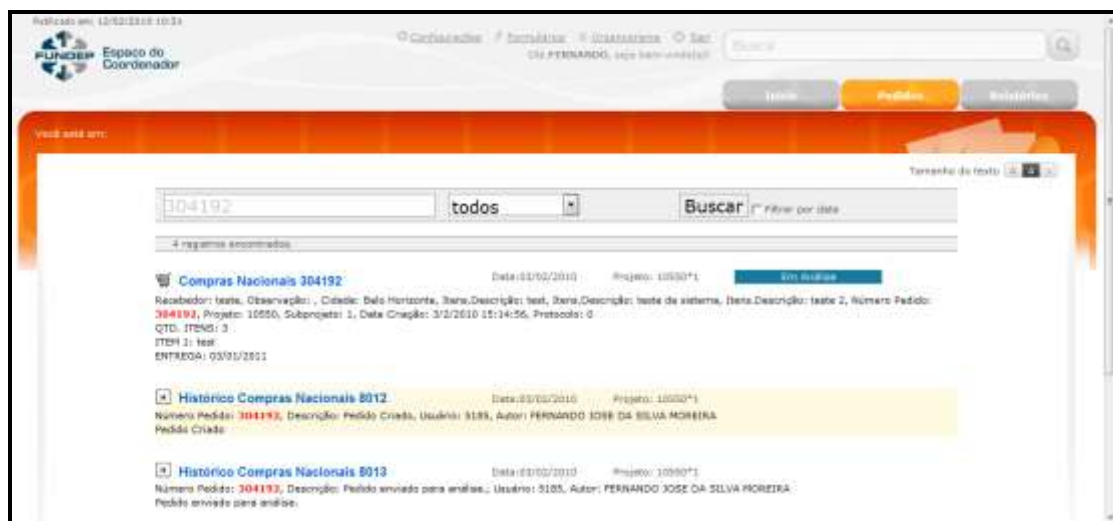 Publicado em: 12/02/2010 10:31
FUNDEP Espaço do
Coordenador
Configurações Formulários Organograma Sair
Olá FERNANDO, seja bem-vindo(a)!
Buscar
Início Pedidos Relatórios
Você está em:
Tamanho do texto
304192 todos Buscar Filtrar por data
4 registros encontrados
Compras Nacionais 304192 Data:03/02/2010 Projeto: 10550*1 Em Análise
Recebedor: teste, Observação: , Cidade: Belo Horizonte, Itens.Descrição: test, Itens.Descrição: teste de sistema, Itens.Descrição: teste 2, Número Pedido:
304192, Projeto: 10550, Subprojeto: 1, Data Criação: 3/2/2010 15:14:56, Protocolo: 0
QTD. ITENS: 3
ITEM 1: test
ENTREGA: 03/01/2011
Histórico Compras Nacionais 8012 Data:03/02/2010 Projeto: 10550*1
Número Pedido: 304192, Descrição: Pedido Criado, Usuário: 5185, Autor: FERNANDO JOSE DA SILVA MOREIRA
Pedido Criado
Histórico Compras Nacionais 8013 Data:03/02/2010 Projeto: 10550*1
Número Pedido: 304192, Descrição: Pedido enviado para análise., Usuário: 5185, Autor: FERNANDO JOSE DA SILVA MOREIRA
Pedido enviado para análise.